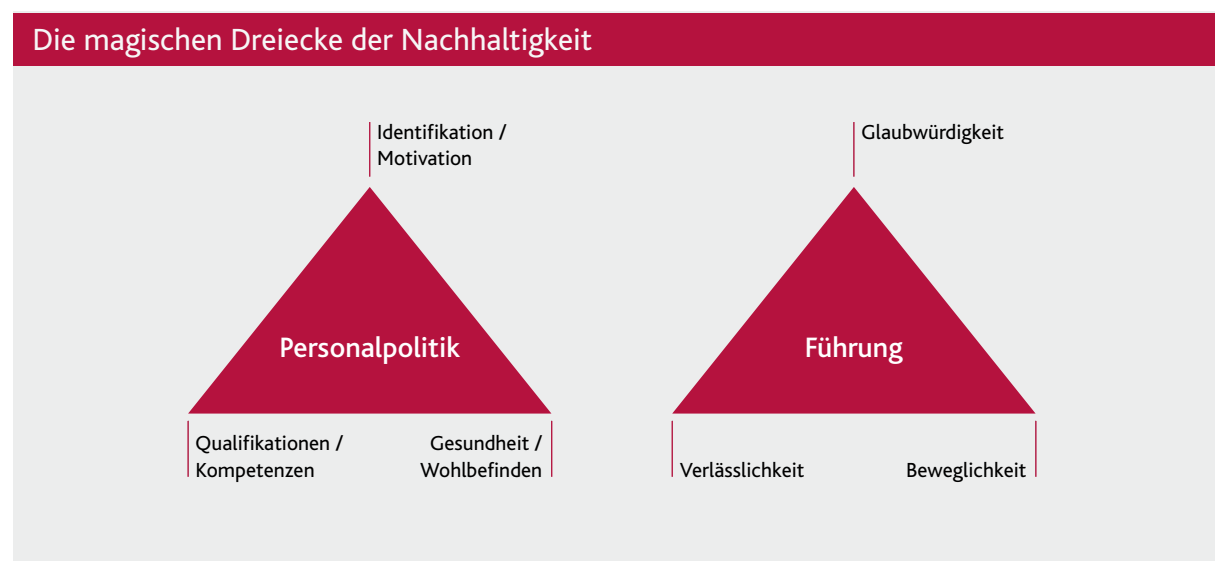 Die magischen Dreiecke der Nachhaltigkeit
Identifikation /
Motivation
Personalpolitik
Qualifikationen /
Kompetenzen
Gesundheit /
Wohlbefinden
Glaubwürdigkeit
Führung
Verlässlichkeit
Beweglichkeit